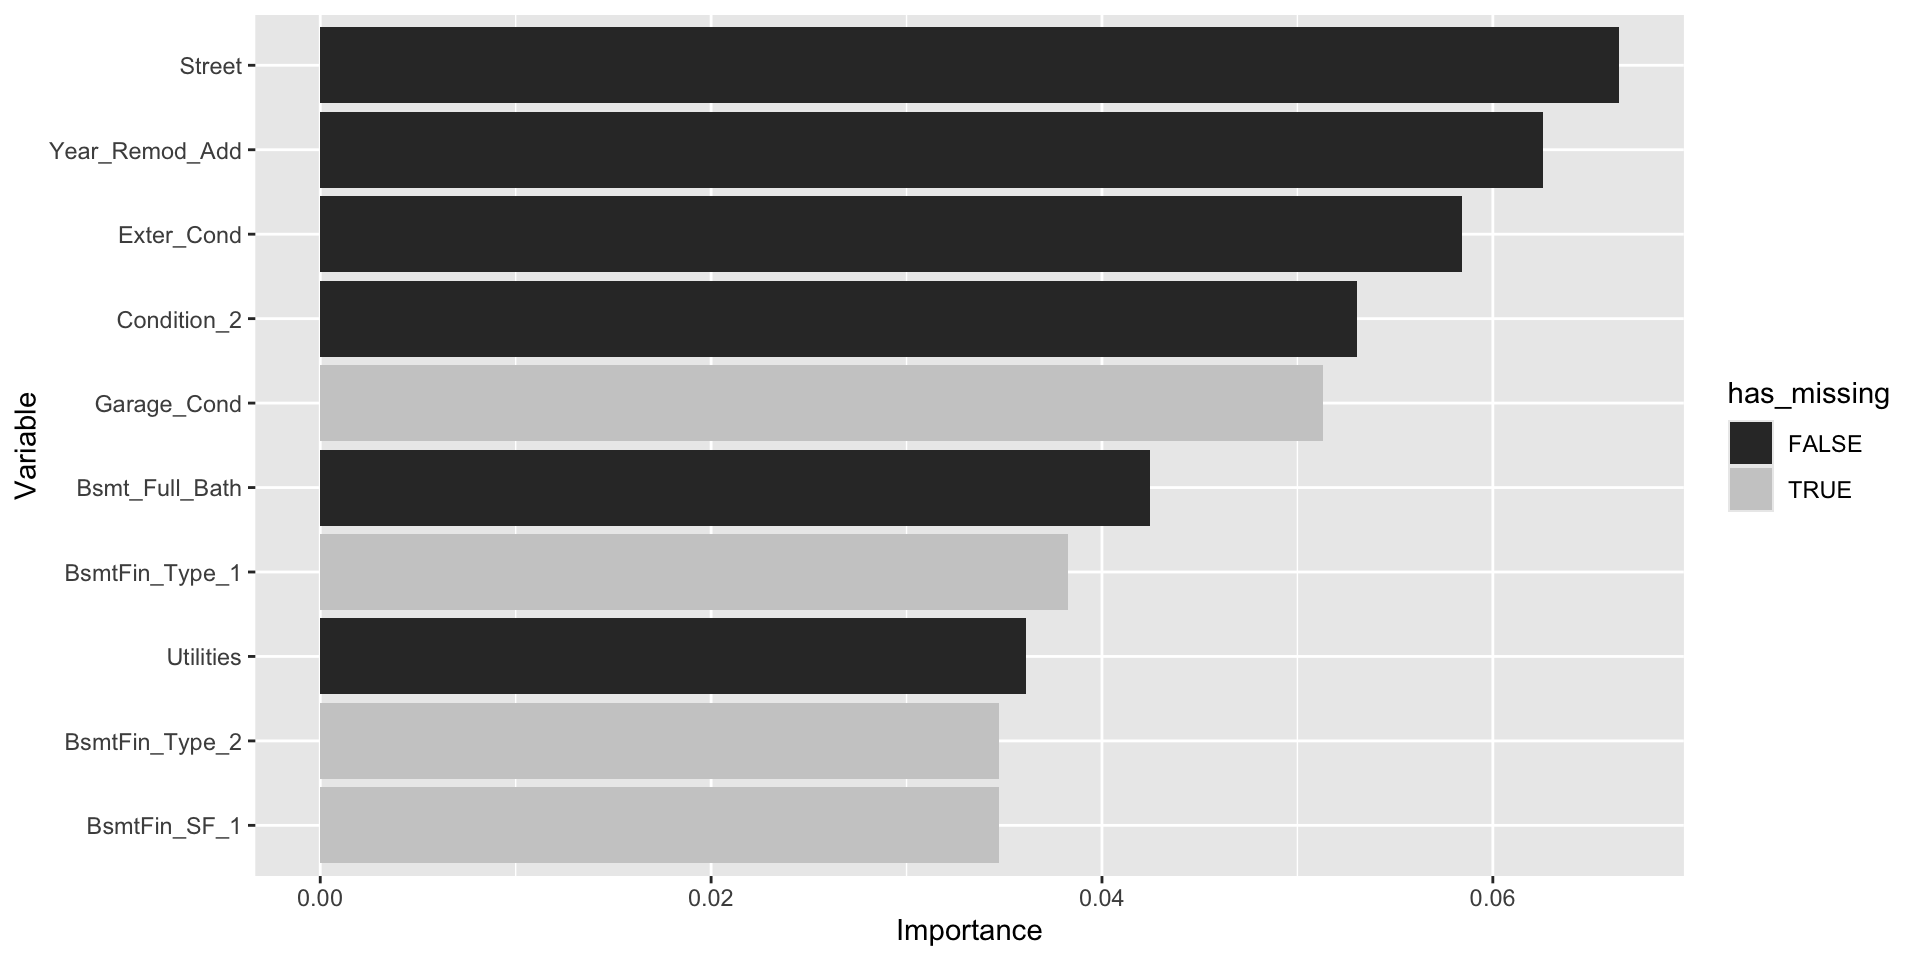 Street
Year_Remod_Add
Exter_Cond
Condition_2
Garage_Cond
Bsmt_Full_Bath
BsmtFin_Type_1
Utilities
BsmtFin_Type_2
BsmtFin_SF_1
Variable
0.00 0.02 0.04 0.06
Importance
has_missing
FALSE
TRUE